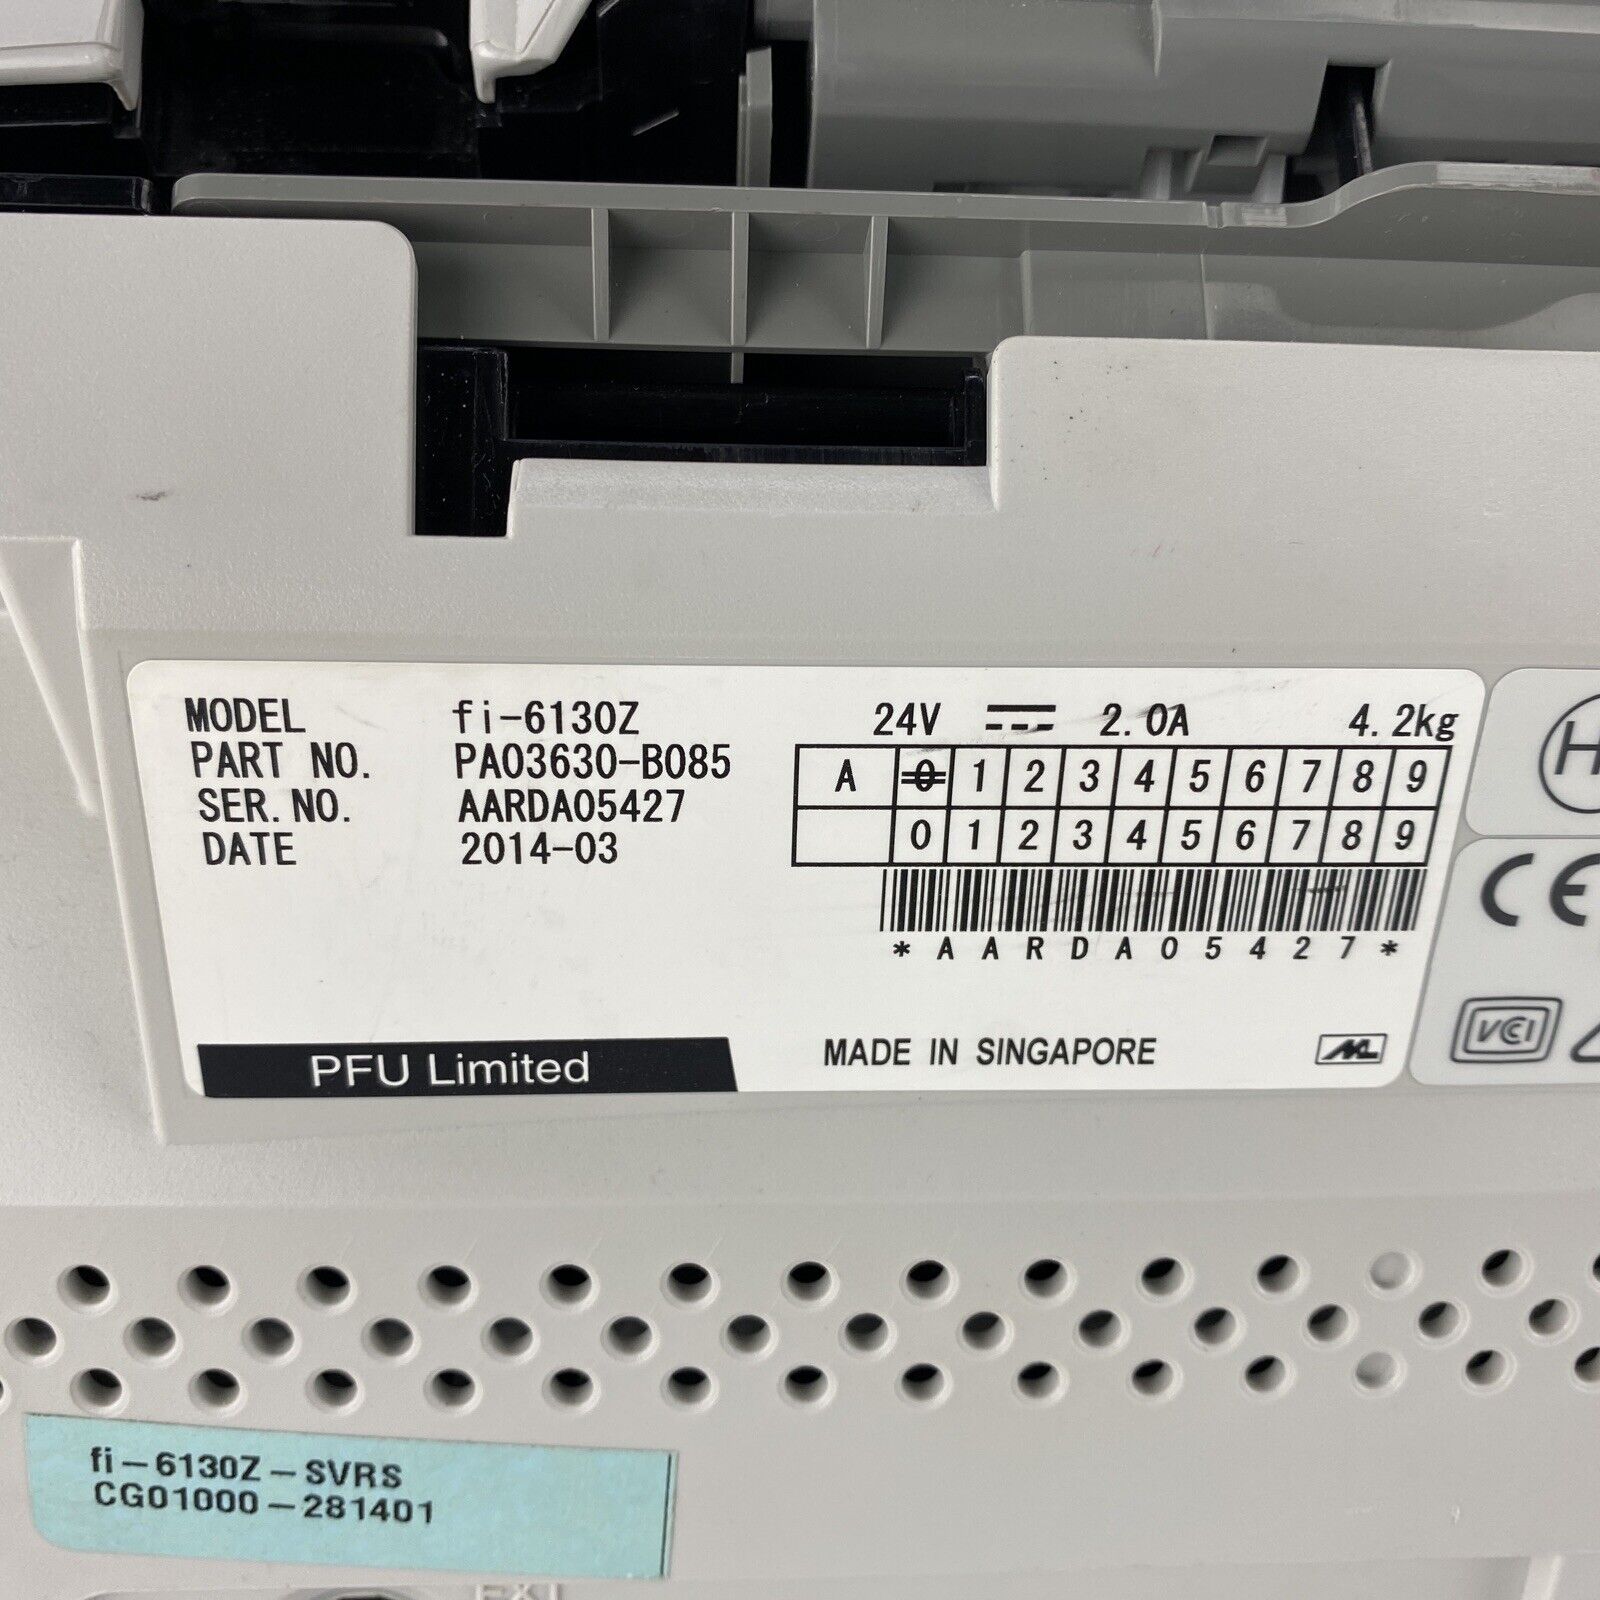 MODEL fi-6130Z 24V 2.0A 4.2kg
PART NO. PA03630-B085
SER.NO. AARDA05427
DATE 2014-03
A 0 1 2 3 4 5 6 7 8 9
0 1 2 3 4 5 6 7 8 9
*AARDA05427*
PFU Limited
MADE IN SINGAPORE
H
CE
VCCI
fi-6130Z-SVRS
CG01000-281401